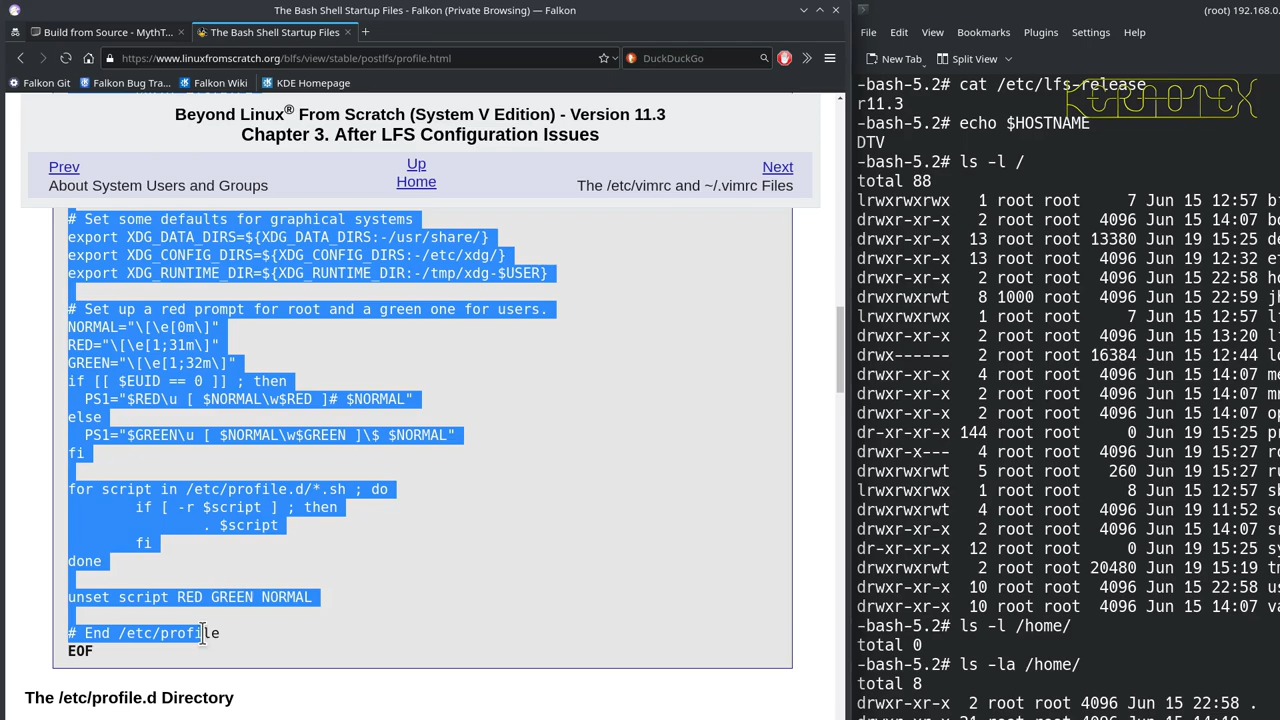 The Bash Shell Startup Files - Falkon (Private Browsing) — Falkon
Build from Source - MythT...
The Bash Shell Startup Files
https://www.linuxfromscratch.org/blfs/view/stable/postlfs/profile.html
DuckDuckGo
Falkon Git
Falkon Bug Tra...
Falkon Wiki
KDE Homepage
Beyond Linux® From Scratch (System V Edition) - Version 11.3
Chapter 3. After LFS Configuration Issues
Prev
About System Users and Groups
Up
Home
Next
The /etc/vimrc and ~/.vimrc Files
# Set some defaults for graphical systems
export XDG_DATA_DIRS=${XDG_DATA_DIRS:-/usr/share/}
export XDG_CONFIG_DIRS=${XDG_CONFIG_DIRS:-/etc/xdg/}
export XDG_RUNTIME_DIR=${XDG_RUNTIME_DIR:-/tmp/xdg-$USER}
# Set up a red prompt for root and a green one for users.
NORMAL="\[\e[0m\]"
RED="\[\e[1;31m\]"
GREEN="\[\e[1;32m\]"
if [[ $EUID == 0 ]] ; then
PS1="$RED\u [ $NORMAL\w$RED ]# $NORMAL"
else
PS1="$GREEN\u [ $NORMAL\w$GREEN ]\$ $NORMAL"
fi
for script in /etc/profile.d/*.sh ; do
if [ -r $script ] ; then
. $script
fi
done
unset script RED GREEN NORMAL
# End /etc/profile
EOF
The /etc/profile.d Directory
(root) 192.168.0.
File Edit View Bookmarks Plugins Settings Help
New Tab
Split View
-bash-5.2# cat /etc/lfs-release
r11.3
-bash-5.2# echo $HOSTNAME
DTV
-bash-5.2# ls -l /
total 88
lrwxrwxrwx 1 root root 7 Jun 15 12:57 b
drwxr-xr-x 2 root root 4096 Jun 15 14:07 bo
drwxr-xr-x 13 root root 13380 Jun 19 15:25 de
drwxr-xr-x 13 root root 4096 Jun 19 12:32 et
drwxr-xr-x 2 root root 4096 Jun 15 22:58 ho
drwxrwxrwt 8 1000 root 4096 Jun 15 22:59 jh
lrwxrwxrwx 1 root root 7 Jun 15 12:57 l
drwxr-xr-x 2 root root 4096 Jun 15 13:20 l
drwx------ 2 root root 16384 Jun 15 12:44 lo
drwxr-xr-x 4 root root 4096 Jun 15 14:07 me
drwxr-xr-x 2 root root 4096 Jun 15 14:07 mn
drwxr-xr-x 2 root root 4096 Jun 15 14:07 op
dr-xr-xr-x 144 root root 0 Jun 19 15:25 pr
drwxr-x--- 4 root root 4096 Jun 19 15:27 ro
drwxrwxrwt 5 root root 260 Jun 19 15:27 ru
lrwxrwxrwx 1 root root 8 Jun 15 12:57 sb
drwxrwxrwt 4 root root 4096 Jun 19 11:52 s
drwxr-xr-x 2 root root 4096 Jun 15 14:07 sr
dr-xr-xr-x 12 root root 0 Jun 19 15:25 sy
drwxrwxrwt 2 root root 20480 Jun 19 15:19 tm
drwxr-xr-x 10 root root 4096 Jun 15 22:58 us
drwxr-xr-x 10 root root 4096 Jun 15 14:07 va
-bash-5.2# ls -l /home/
total 0
-bash-5.2# ls -la /home/
total 8
drwxr-xr-x 2 root root 4096 Jun 15 22:58 .